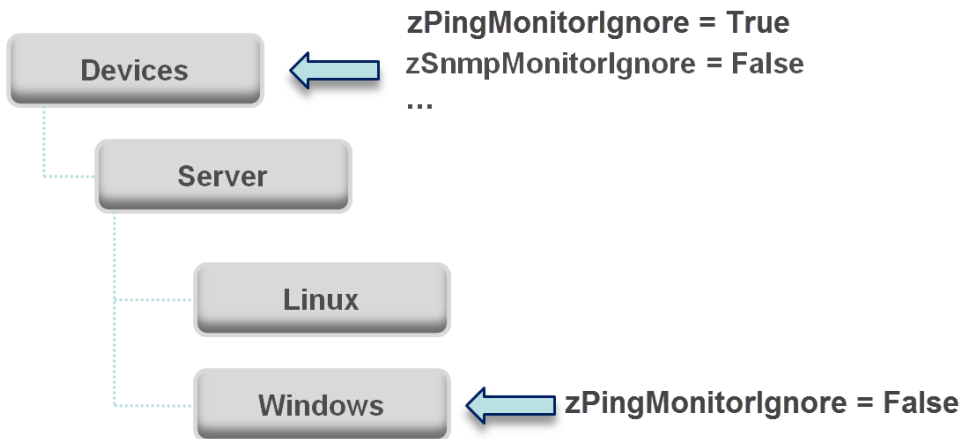 zPingMonitorIgnore = True
Devices
zSnmpMonitorIgnore = False
...
Server
Linux
Windows
zPingMonitorIgnore = False